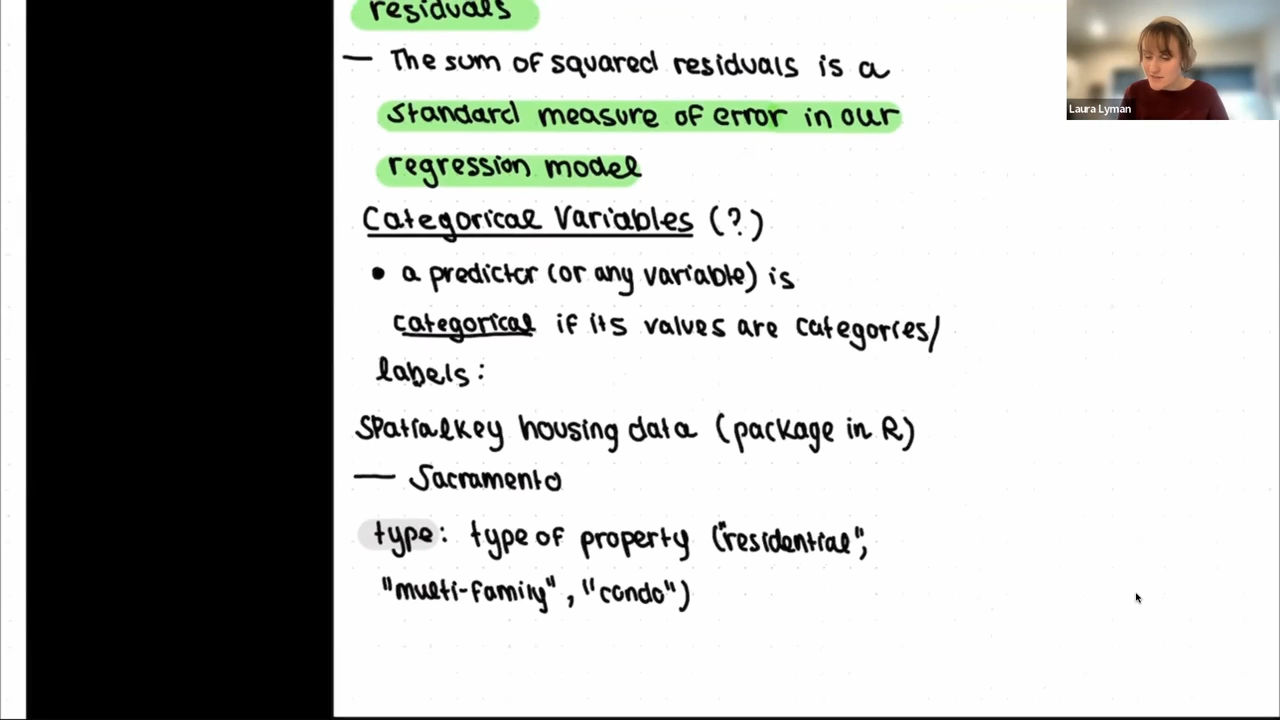 residuals
— The sum of squared residuals is a
standard measure of error in our
regression model
Categorical Variables (?)
• a predictor (or any variable) is
categorical if its values are categories/
labels:
Spatialkey housing data (package in R)
— Sacramento
type: type of property ("residential",
"multi-family", "condo")
Laura Lyman